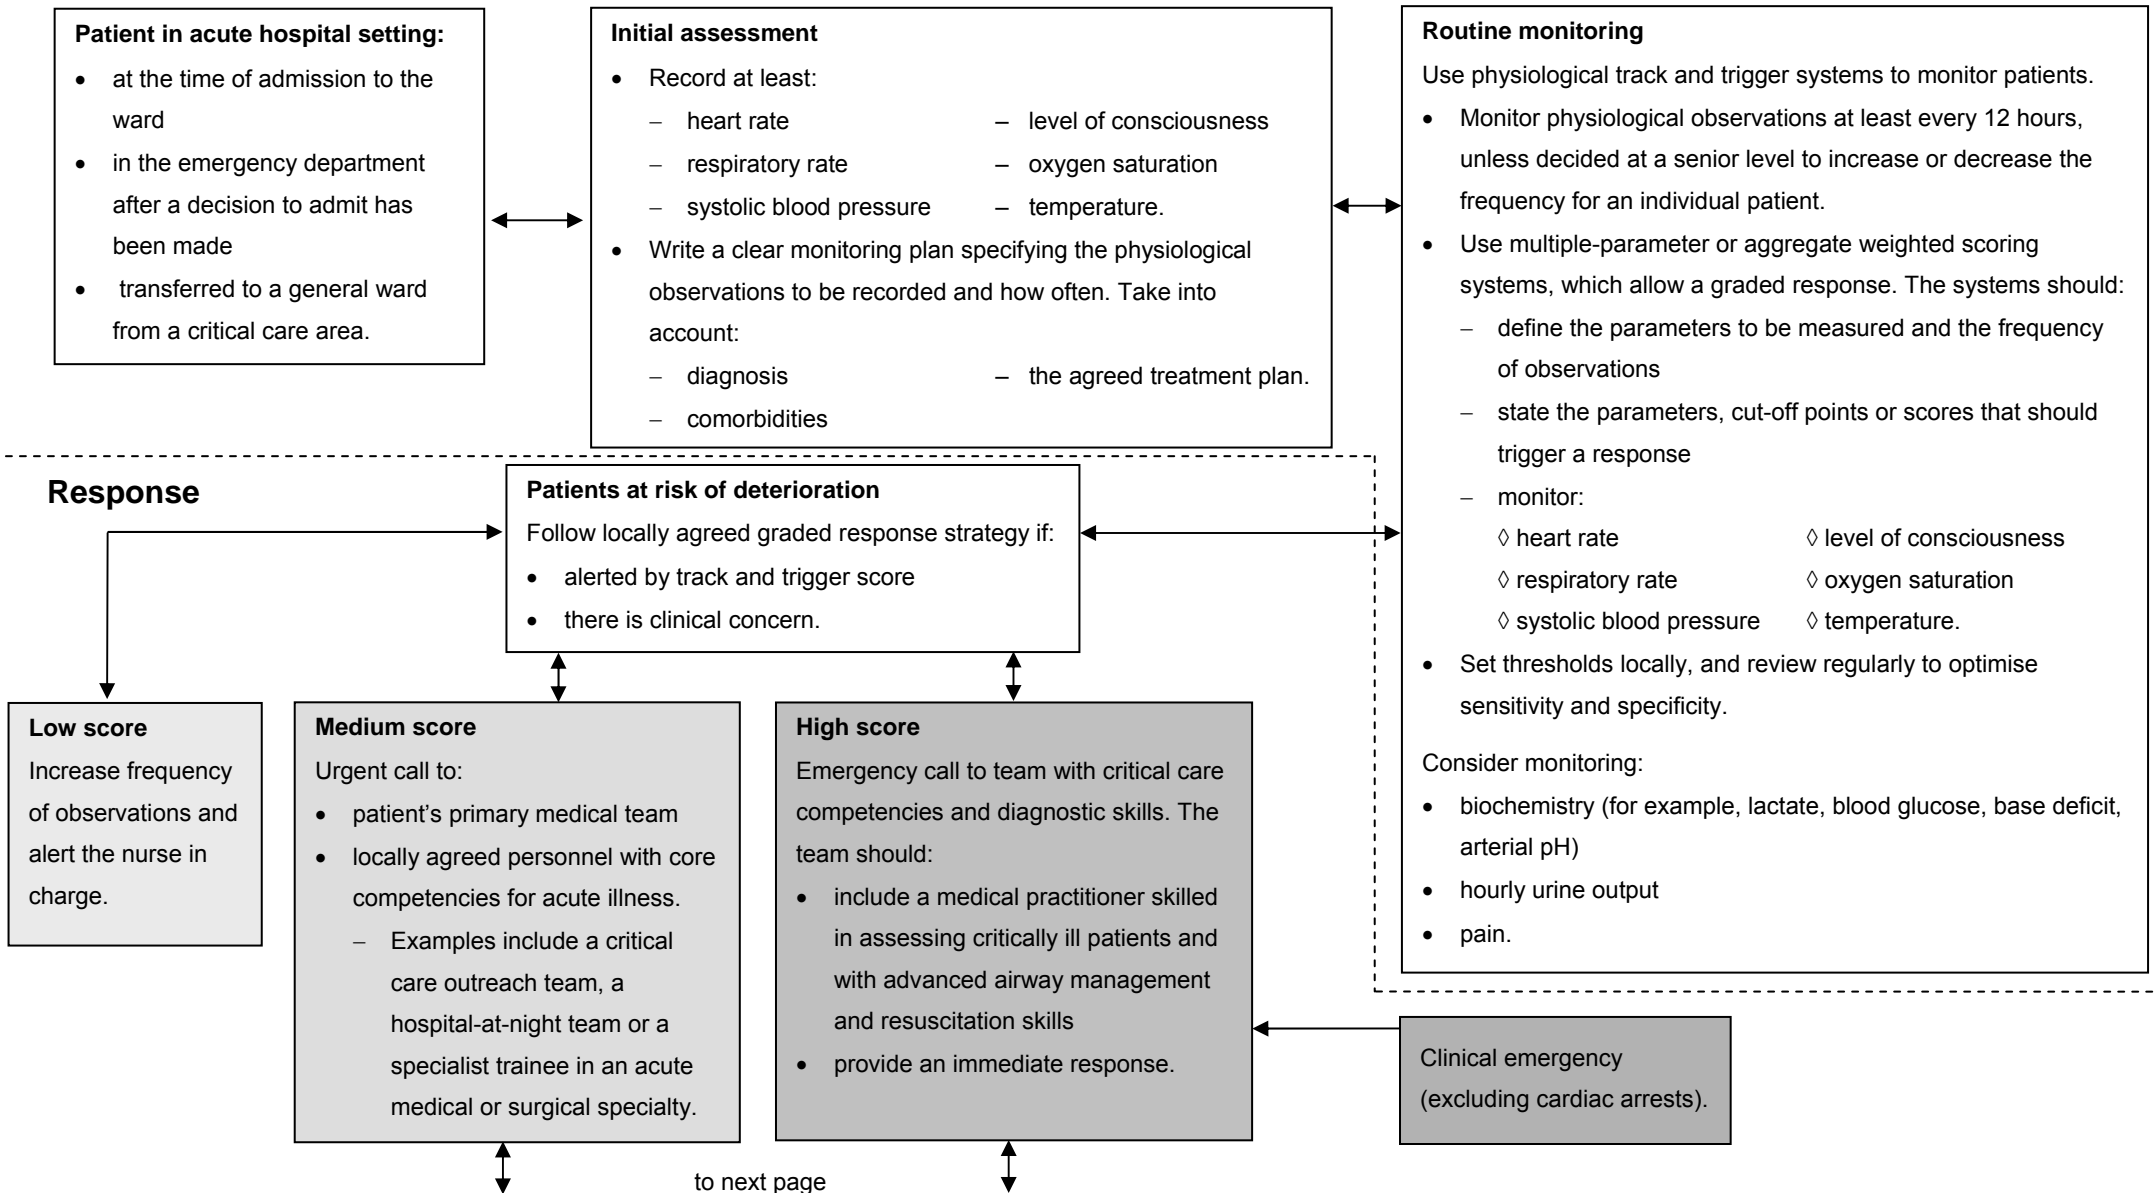 Patient in acute hospital setting:
• at the time of admission to the
ward
• in the emergency department
after a decision to admit has
been made
• transferred to a general ward
from a critical care area.
Initial assessment
• Record at least:
– heart rate – level of consciousness
– respiratory rate – oxygen saturation
– systolic blood pressure – temperature.
• Write a clear monitoring plan specifying the physiological
observations to be recorded and how often. Take into
account:
– diagnosis – the agreed treatment plan.
– comorbidities
Routine monitoring
Use physiological track and trigger systems to monitor patients.
• Monitor physiological observations at least every 12 hours,
unless decided at a senior level to increase or decrease the
frequency for an individual patient.
• Use multiple-parameter or aggregate weighted scoring
systems, which allow a graded response. The systems should:
– define the parameters to be measured and the frequency
of observations
– state the parameters, cut-off points or scores that should
trigger a response
– monitor:
◊ heart rate ◊ level of consciousness
◊ respiratory rate ◊ oxygen saturation
◊ systolic blood pressure ◊ temperature.
• Set thresholds locally, and review regularly to optimise
sensitivity and specificity.
Consider monitoring:
• biochemistry (for example, lactate, blood glucose, base deficit,
arterial pH)
• hourly urine output
• pain.
Response
Patients at risk of deterioration
Follow locally agreed graded response strategy if:
• alerted by track and trigger score
• there is clinical concern.
Low score
Increase frequency
of observations and
alert the nurse in
charge.
Medium score
Urgent call to:
• patient’s primary medical team
• locally agreed personnel with core
competencies for acute illness.
– Examples include a critical
care outreach team, a
hospital-at-night team or a
specialist trainee in an acute
medical or surgical specialty.
High score
Emergency call to team with critical care
competencies and diagnostic skills. The
team should:
• include a medical practitioner skilled
in assessing critically ill patients and
with advanced airway management
and resuscitation skills
• provide an immediate response.
Clinical emergency
(excluding cardiac arrests).
to next page